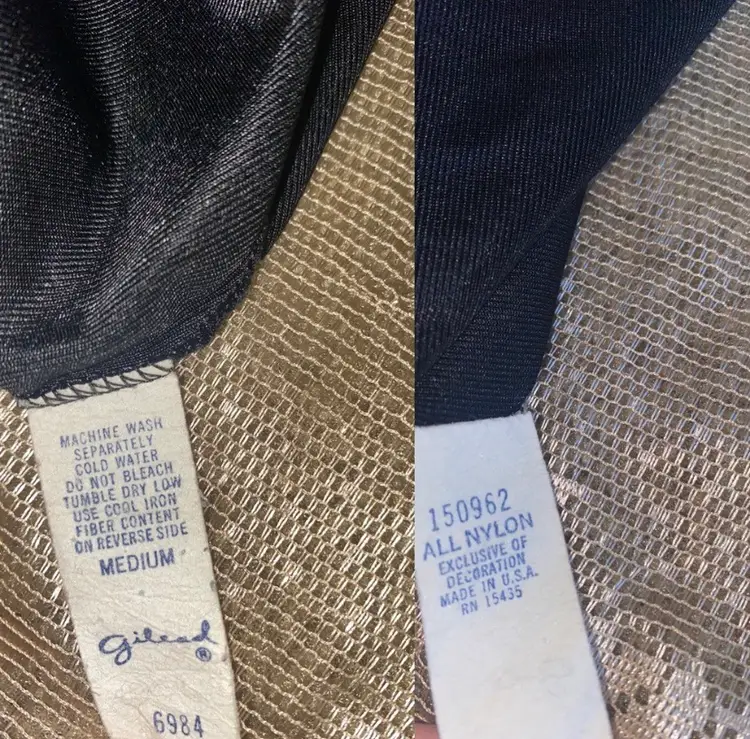 MACHINE WASH
SEPARATELY
COLD WATER
DO NOT BLEACH
TUMBLE DRY LOW
USE COOL IRON
FIBER CONTENT
ON REVERSE SIDE
MEDIUM
gilead ®
6984
150962
ALL NYLON
EXCLUSIVE OF
DECORATION
MADE IN U.S.A.
RN 15435